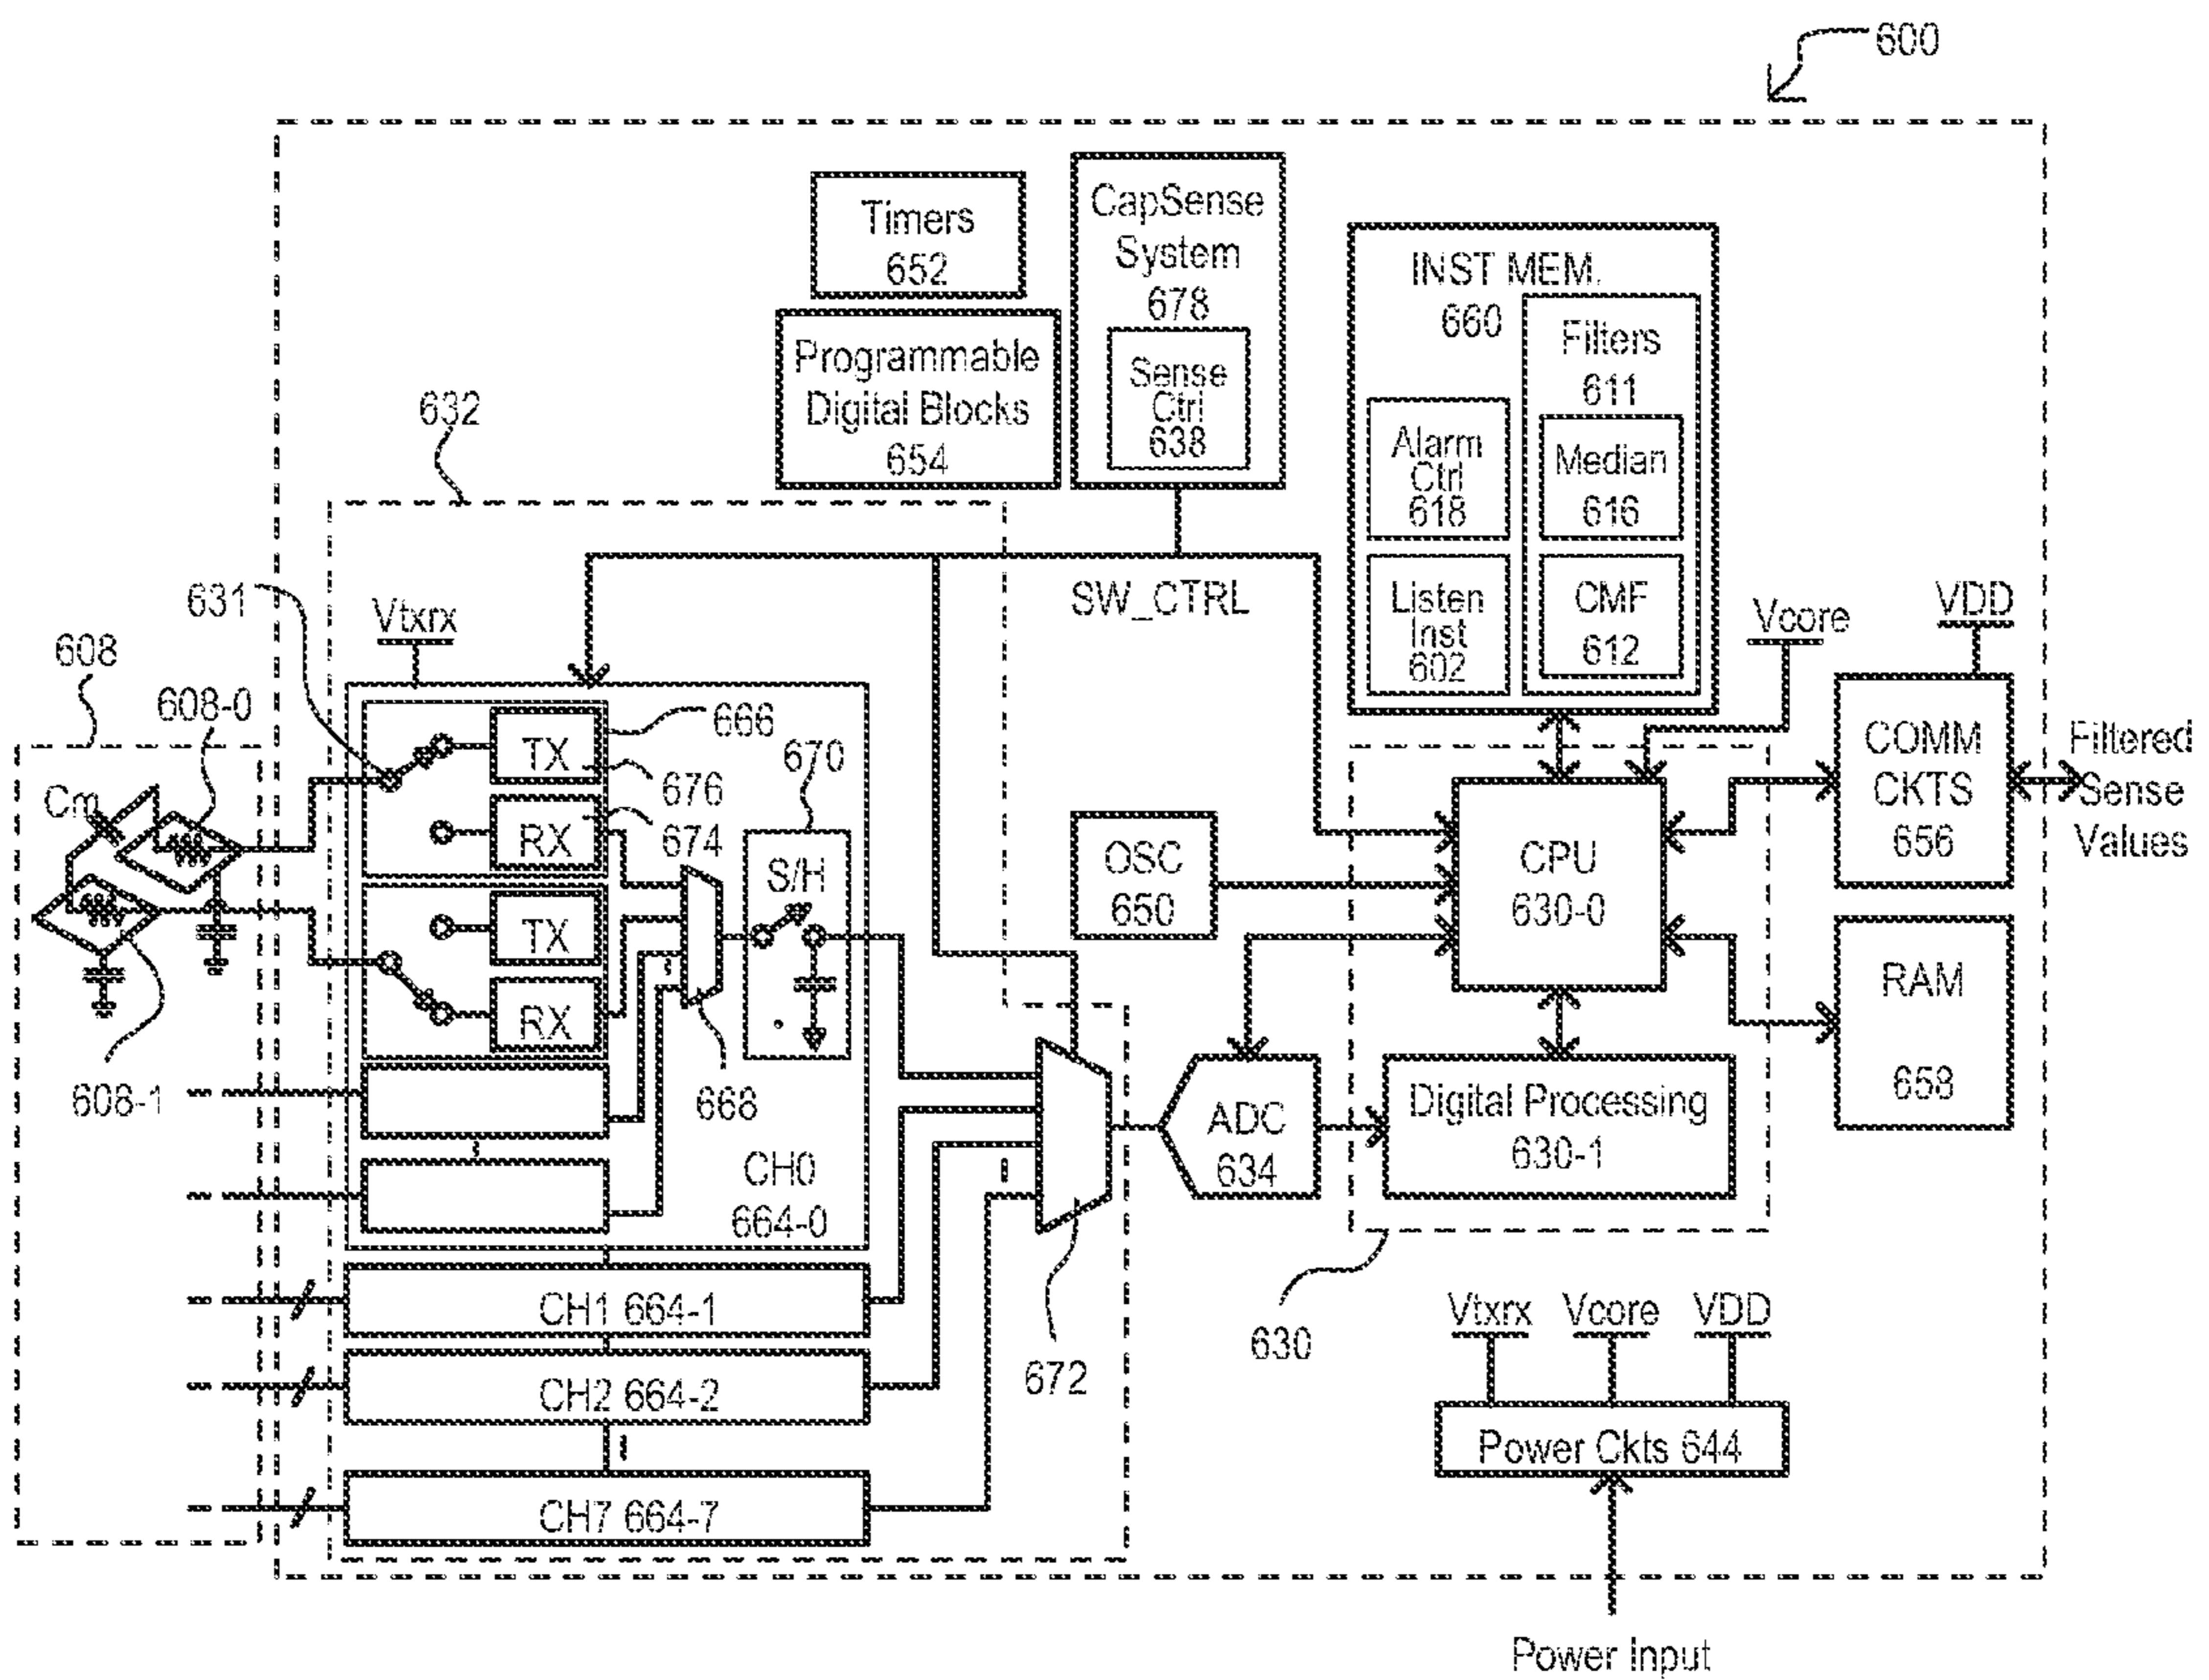 600
Timers
652
CapSense
System
678
Sense
Ctrl
638
Programmable
Digital Blocks
654
INST MEM.
660
Filters
611
Median
616
CMF
612
Alarm
Ctrl
618
Listen
Inst
602
632
SW_CTRL
631
Vtxrx
608
608-0
Cm
608-1
TX
RX
TX
RX
666
676
674
670
S/H
668
CH0
664-0
CH1 664-1
CH2 664-2
CH7 664-7
672
OSC
650
ADC
634
Vcore
VDD
CPU
630-0
Digital Processing
630-1
630
COMM
CKTS
656
RAM
658
Filtered
Sense
Values
Vtxrx Vcore VDD
Power Ckts 644
Power Input